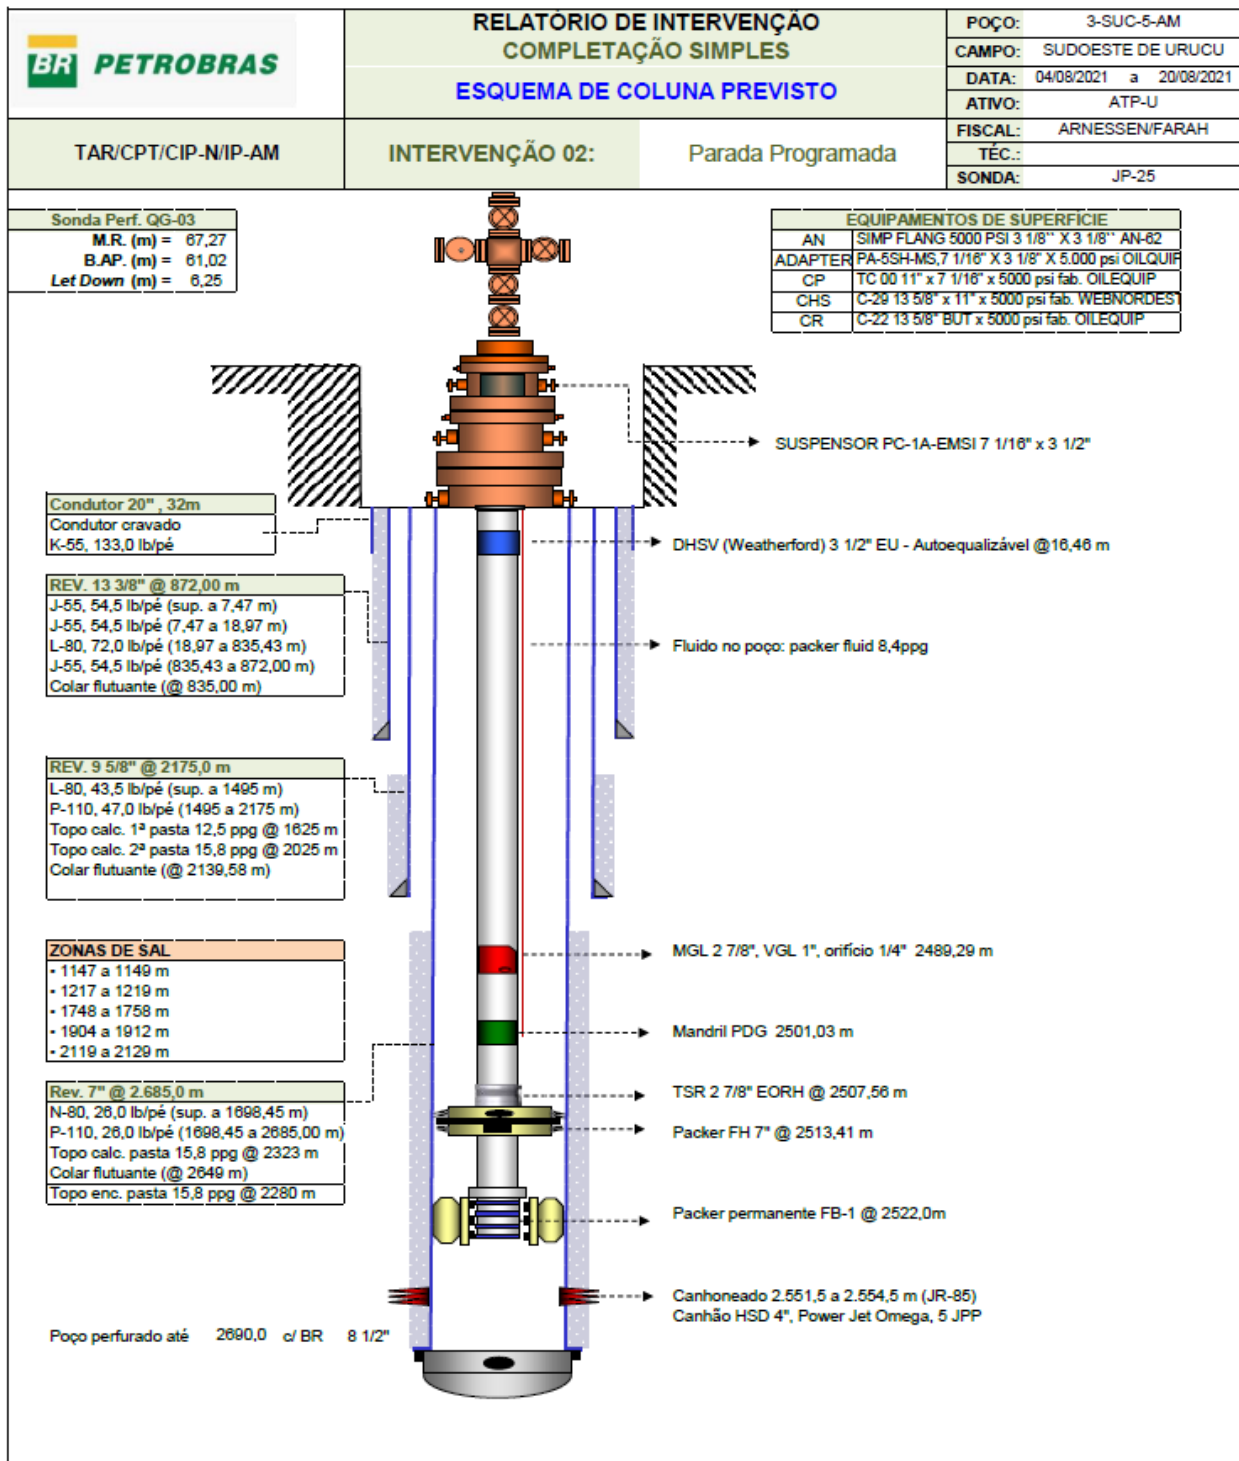 BR PETROBRAS
RELATÓRIO DE INTERVENÇÃO
COMPLETAÇÃO SIMPLES
ESQUEMA DE COLUNA PREVISTO
POÇO: 3-SUC-5-AM
CAMPO: SUDOESTE DE URUCU
DATA: 04/08/2021 a 20/08/2021
ATIVO: ATP-U
FISCAL: ARNESSEN/FARAH
TÉC.:
SONDA: JP-25
TAR/CPT/CIP-N/IP-AM
INTERVENÇÃO 02: Parada Programada
Sonda Perf. QG-03
M.R. (m) = 67,27
B.AP. (m) = 61,02
Let Down (m) = 6,25
EQUIPAMENTOS DE SUPERFÍCIE
AN SIMP FLANG 5000 PSI 3 1/8`` X 3 1/8`` AN-62
ADAPTER PA-5SH-MS,7 1/16" X 3 1/8" X 5.000 psi OILQUIP
CP TC 00 11" x 7 1/16" x 5000 psi fab. OILEQUIP
CHS C-29 13 5/8" x 11" x 5000 psi fab. WEBNORDEST
CR C-22 13 5/8" BUT x 5000 psi fab. OILEQUIP
SUSPENSOR PC-1A-EMSI 7 1/16" x 3 1/2"
Condutor 20" , 32m
Condutor cravado
K-55, 133,0 lb/pé
DHSV (Weatherford) 3 1/2" EU - Autoequalizável @16,46 m
REV. 13 3/8" @ 872,00 m
J-55, 54,5 lb/pé (sup. a 7,47 m)
J-55, 54,5 lb/pé (7,47 a 18,97 m)
L-80, 72,0 lb/pé (18,97 a 835,43 m)
J-55, 54,5 lb/pé (835,43 a 872,00 m)
Colar flutuante (@ 835,00 m)
Fluido no poço: packer fluid 8,4ppg
REV. 9 5/8" @ 2175,0 m
L-80, 43,5 lb/pé (sup. a 1495 m)
P-110, 47,0 lb/pé (1495 a 2175 m)
Topo calc. 1ª pasta 12,5 ppg @ 1625 m
Topo calc. 2ª pasta 15,8 ppg @ 2025 m
Colar flutuante (@ 2139,58 m)
ZONAS DE SAL
- 1147 a 1149 m
- 1217 a 1219 m
- 1748 a 1758 m
- 1904 a 1912 m
- 2119 a 2129 m
MGL 2 7/8", VGL 1", orifício 1/4" 2489,29 m
Mandril PDG 2501,03 m
Rev. 7" @ 2.685,0 m
N-80, 26,0 lb/pé (sup. a 1698,45 m)
P-110, 26,0 lb/pé (1698,45 a 2685,00 m)
Topo calc. pasta 15,8 ppg @ 2323 m
Colar flutuante (@ 2649 m)
Topo enc. pasta 15,8 ppg @ 2280 m
TSR 2 7/8" EORH @ 2507,56 m
Packer FH 7" @ 2513,41 m
Packer permanente FB-1 @ 2522,0m
Canhoneado 2.551,5 a 2.554,5 m (JR-85)
Canhão HSD 4", Power Jet Omega, 5 JPP
Poço perfurado até 2690,0 c/ BR 8 1/2"